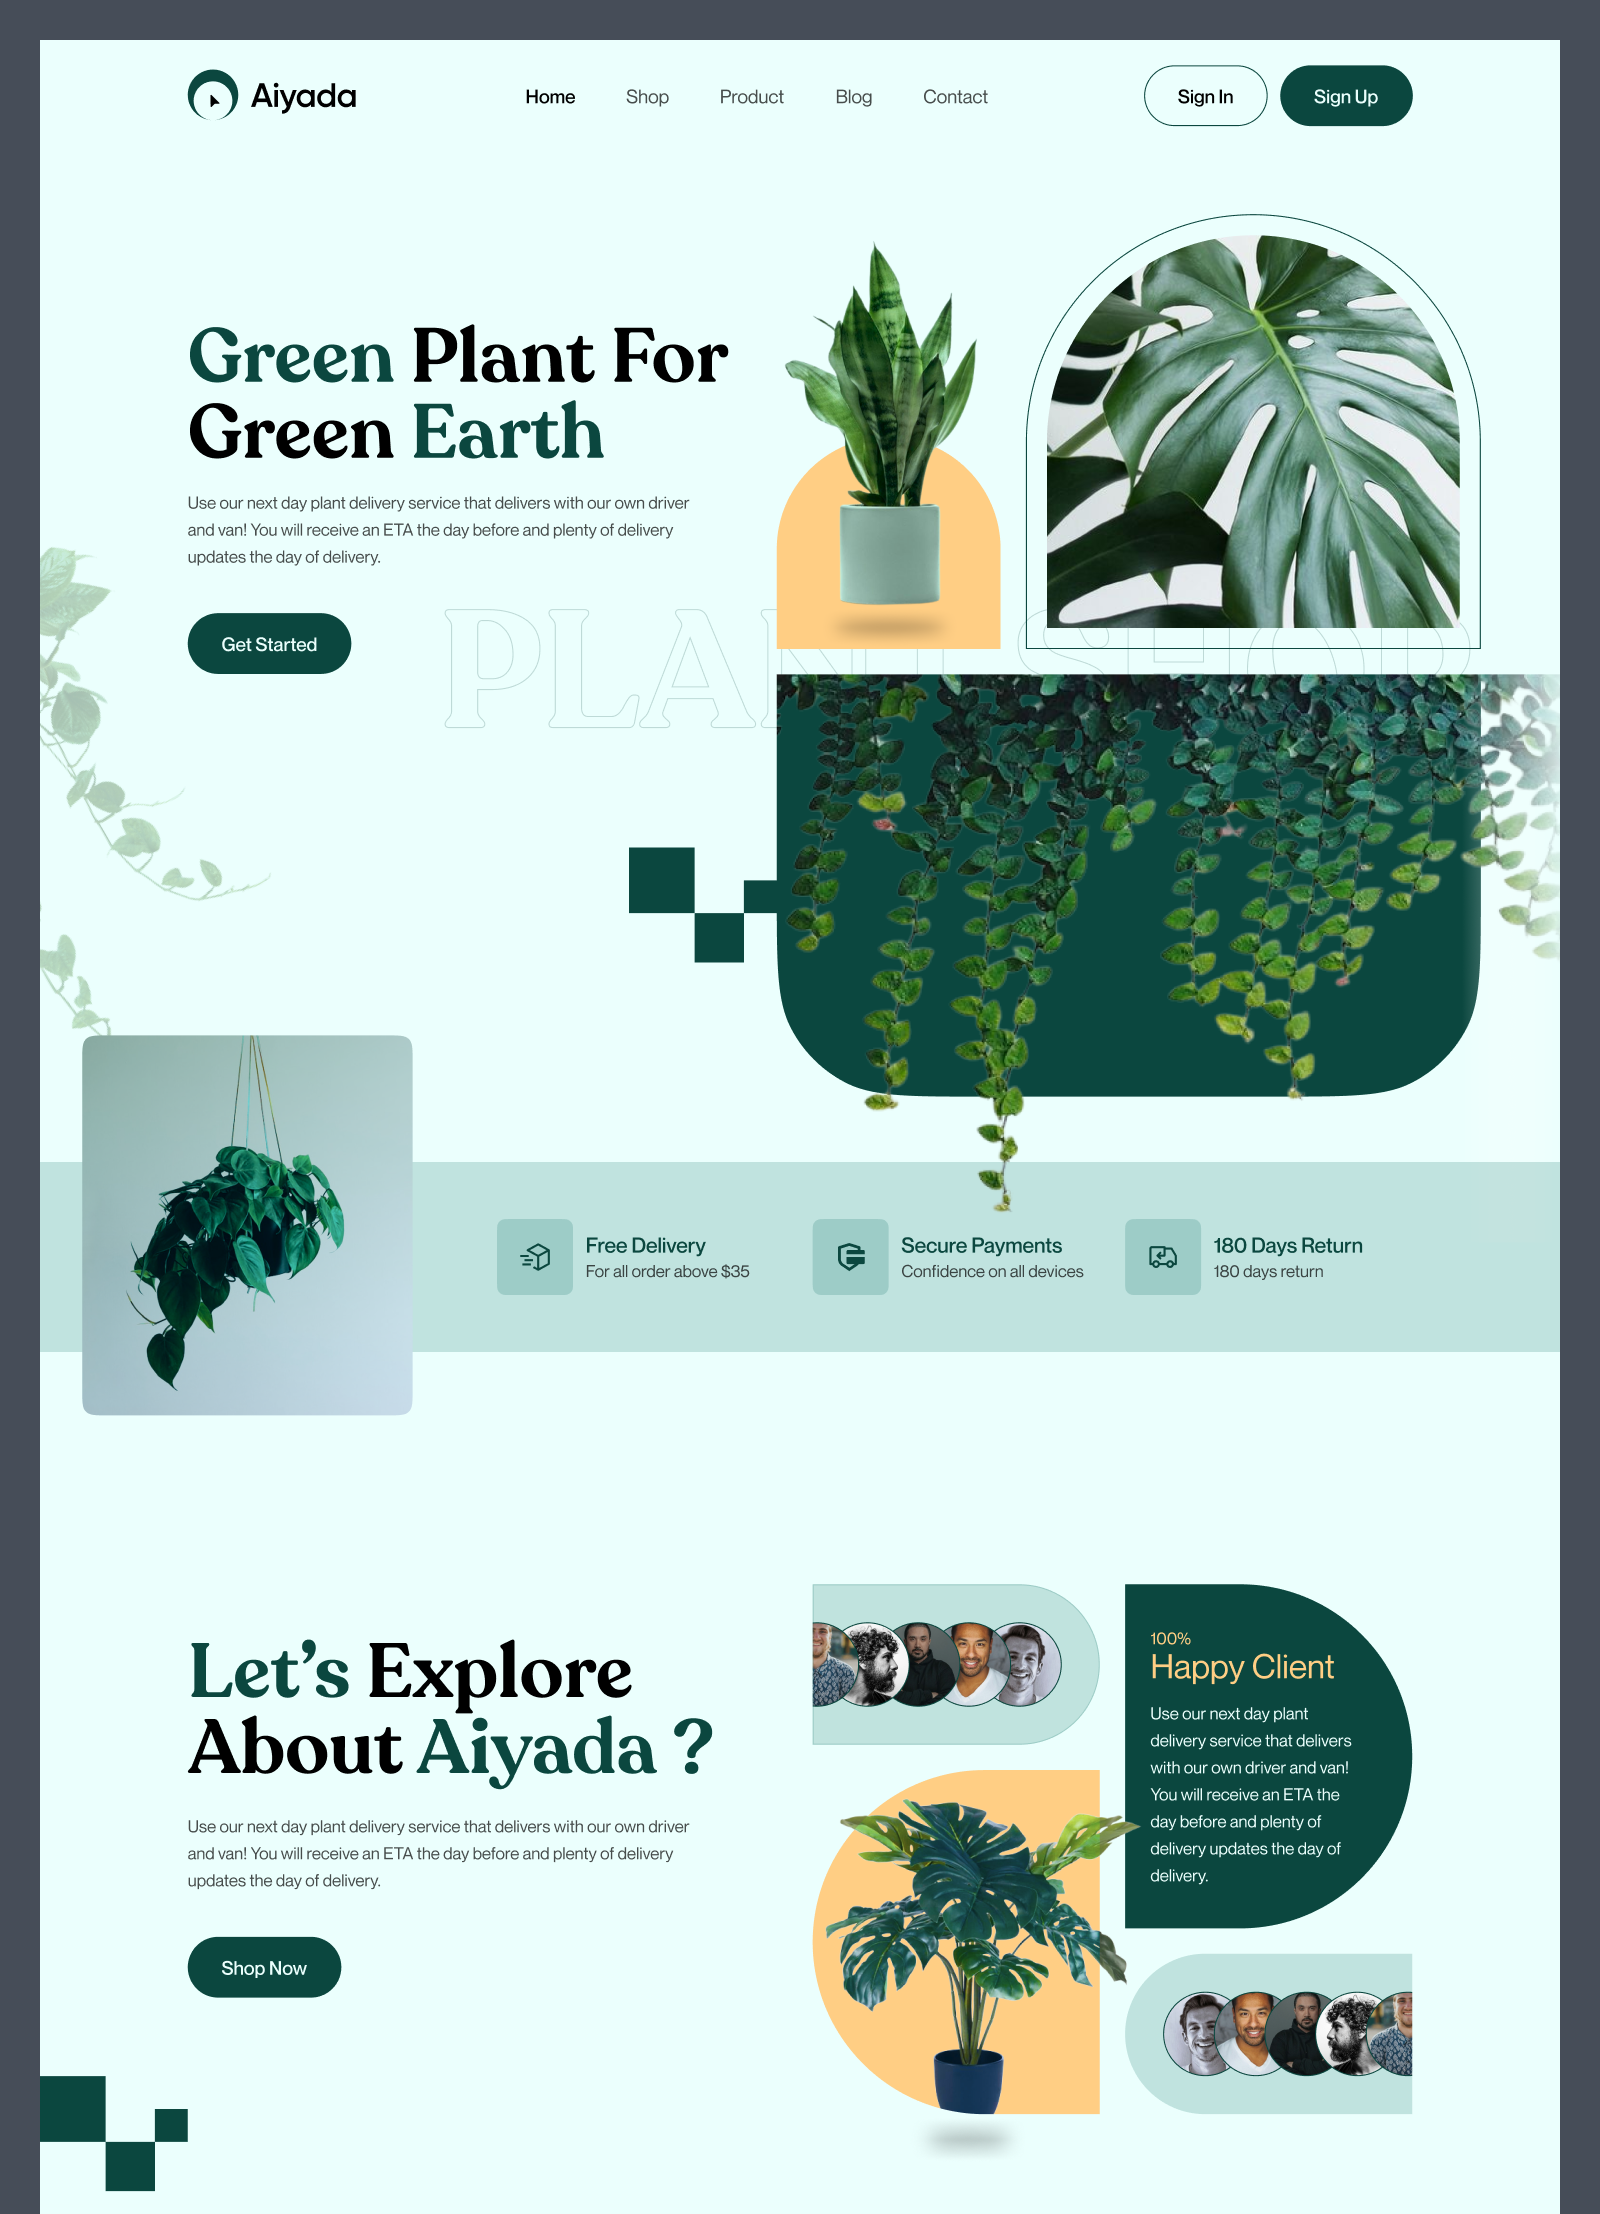 Aiyada
Home Shop Product Blog Contact
Sign In
Sign Up
Green Plant For
Green Earth
Use our next day plant delivery service that delivers with our own driver
and van! You will receive an ETA the day before and plenty of delivery
updates the day of delivery.
Get Started
PLANT SHOP
Free Delivery
For all order above $35
Secure Payments
Confidence on all devices
180 Days Return
180 days return
Let’s Explore
About Aiyada ?
Use our next day plant delivery service that delivers with our own driver
and van! You will receive an ETA the day before and plenty of delivery
updates the day of delivery.
Shop Now
100%
Happy Client
Use our next day plant
delivery service that delivers
with our own driver and van!
You will receive an ETA the
day before and plenty of
delivery updates the day of
delivery.